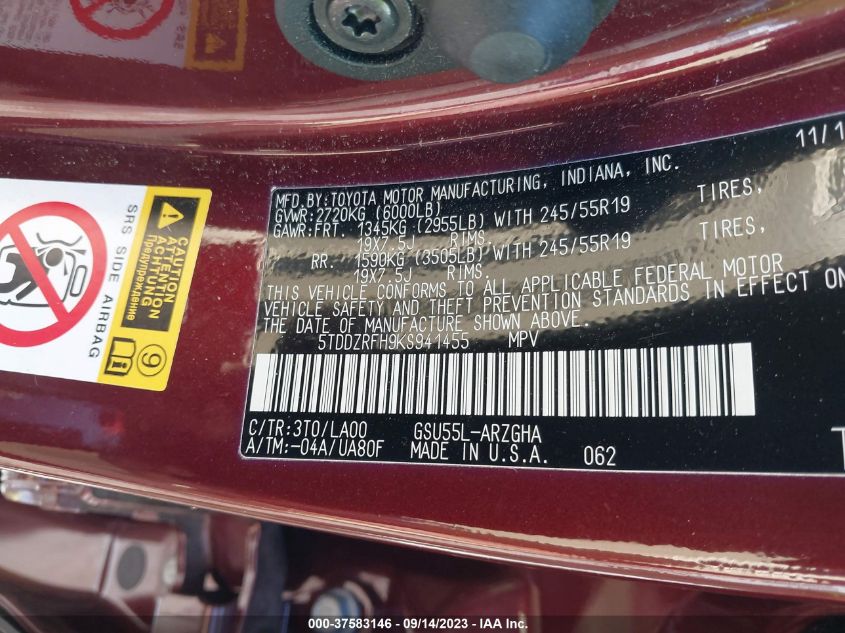 SRS SIDE AIRBAG
CAUTION
ATTENTION
ACHTUNG
Предупреждение
9
11/1
MFD.BY:TOYOTA MOTOR MANUFACTURING, INDIANA, INC.
GVWR:2720KG (6000LB)
GAWR:FRT. 1345KG (2955LB) WITH 245/55R19 TIRES,
19X7.5J RIMS,
RR. 1590KG (3505LB) WITH 245/55R19 TIRES,
19X7.5J RIMS.
THIS VEHICLE CONFORMS TO ALL APPLICABLE FEDERAL MOTOR
VEHICLE SAFETY AND THEFT PREVENTION STANDARDS IN EFFECT ON
THE DATE OF MANUFACTURE SHOWN ABOVE.
5TDDZRFH9KS941455 MPV
C/TR:3T0/LA00 GSU55L-ARZGHA
A/TM:-04A/UA80F MADE IN U.S.A. 062
000-37583146 - 09/14/2023 - IAA Inc.